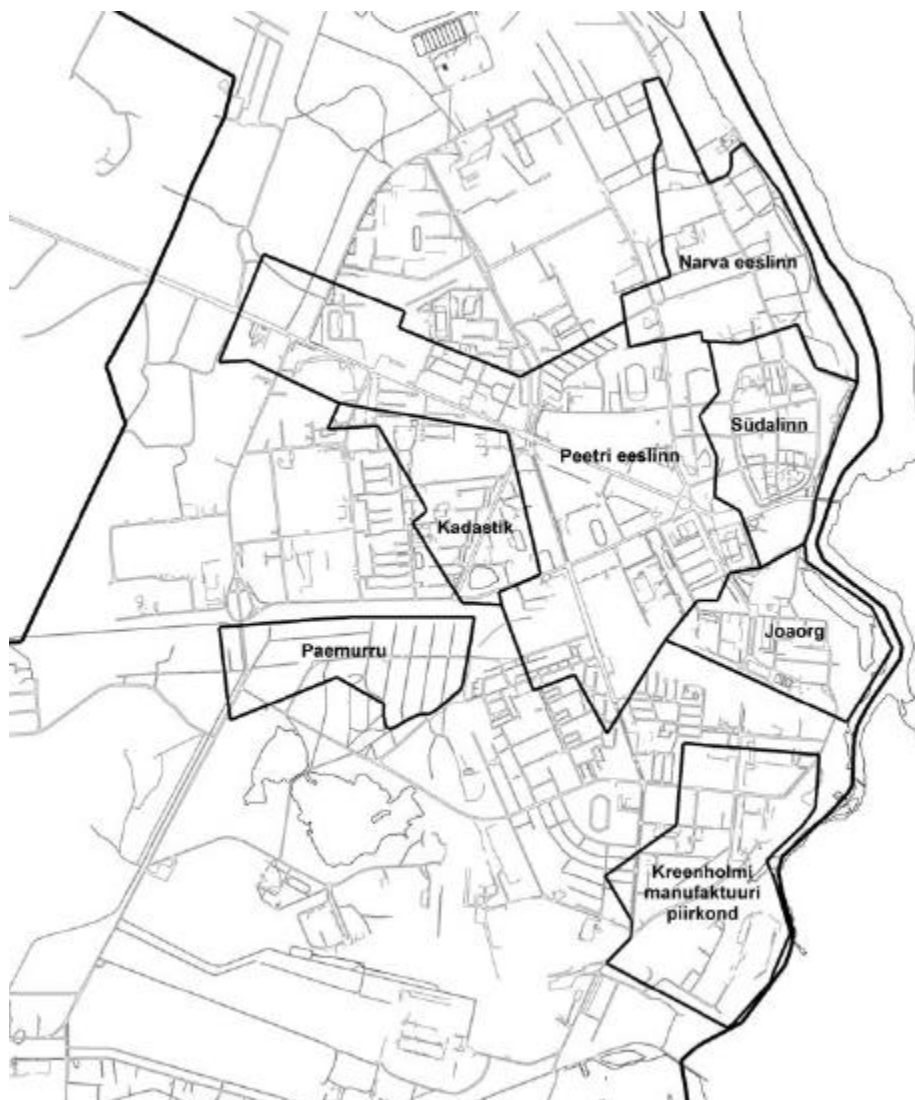 Narva eeslinn
Südalinn
Peetri eeslinn
Kadastik
Joaorg
Paemurru
Kreenholmi
manufaktuuri
piirkond